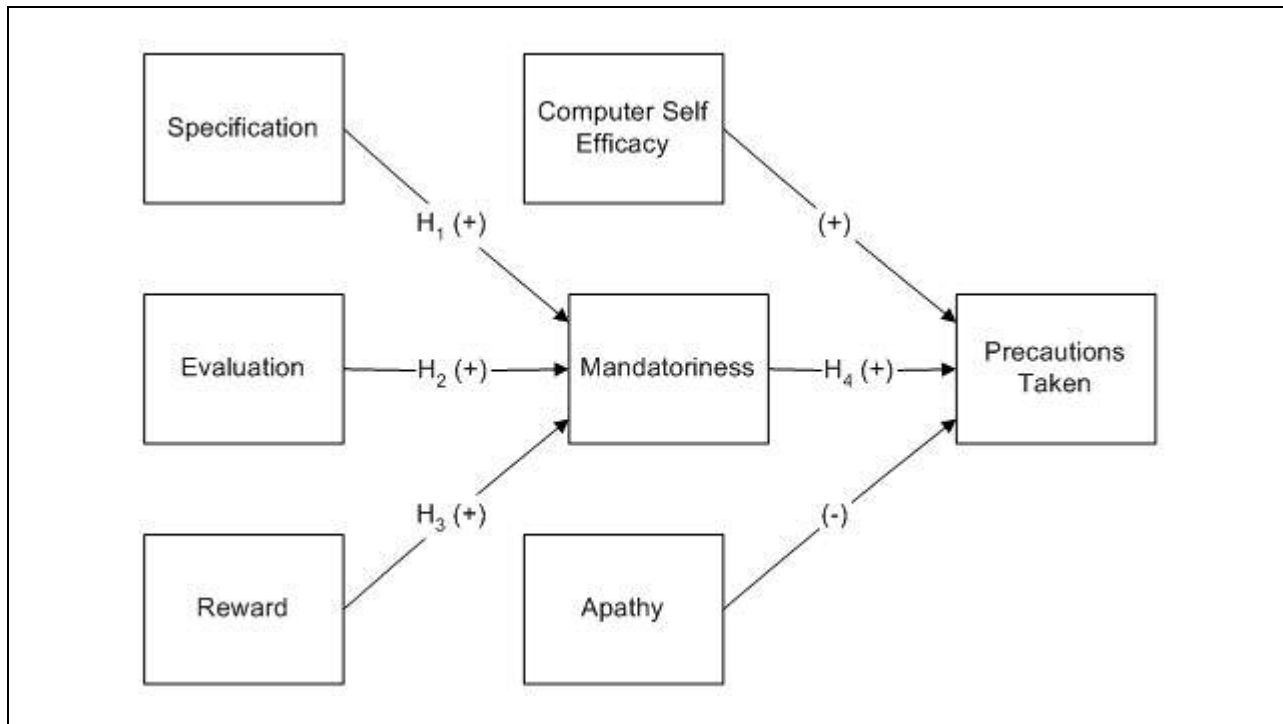 Specification
Computer Self
Efficacy
H₁ (+)
(+)
Evaluation
H₂ (+)
Mandatoriness
H₄ (+)
Precautions
Taken
H₃ (+)
(-)
Reward
Apathy